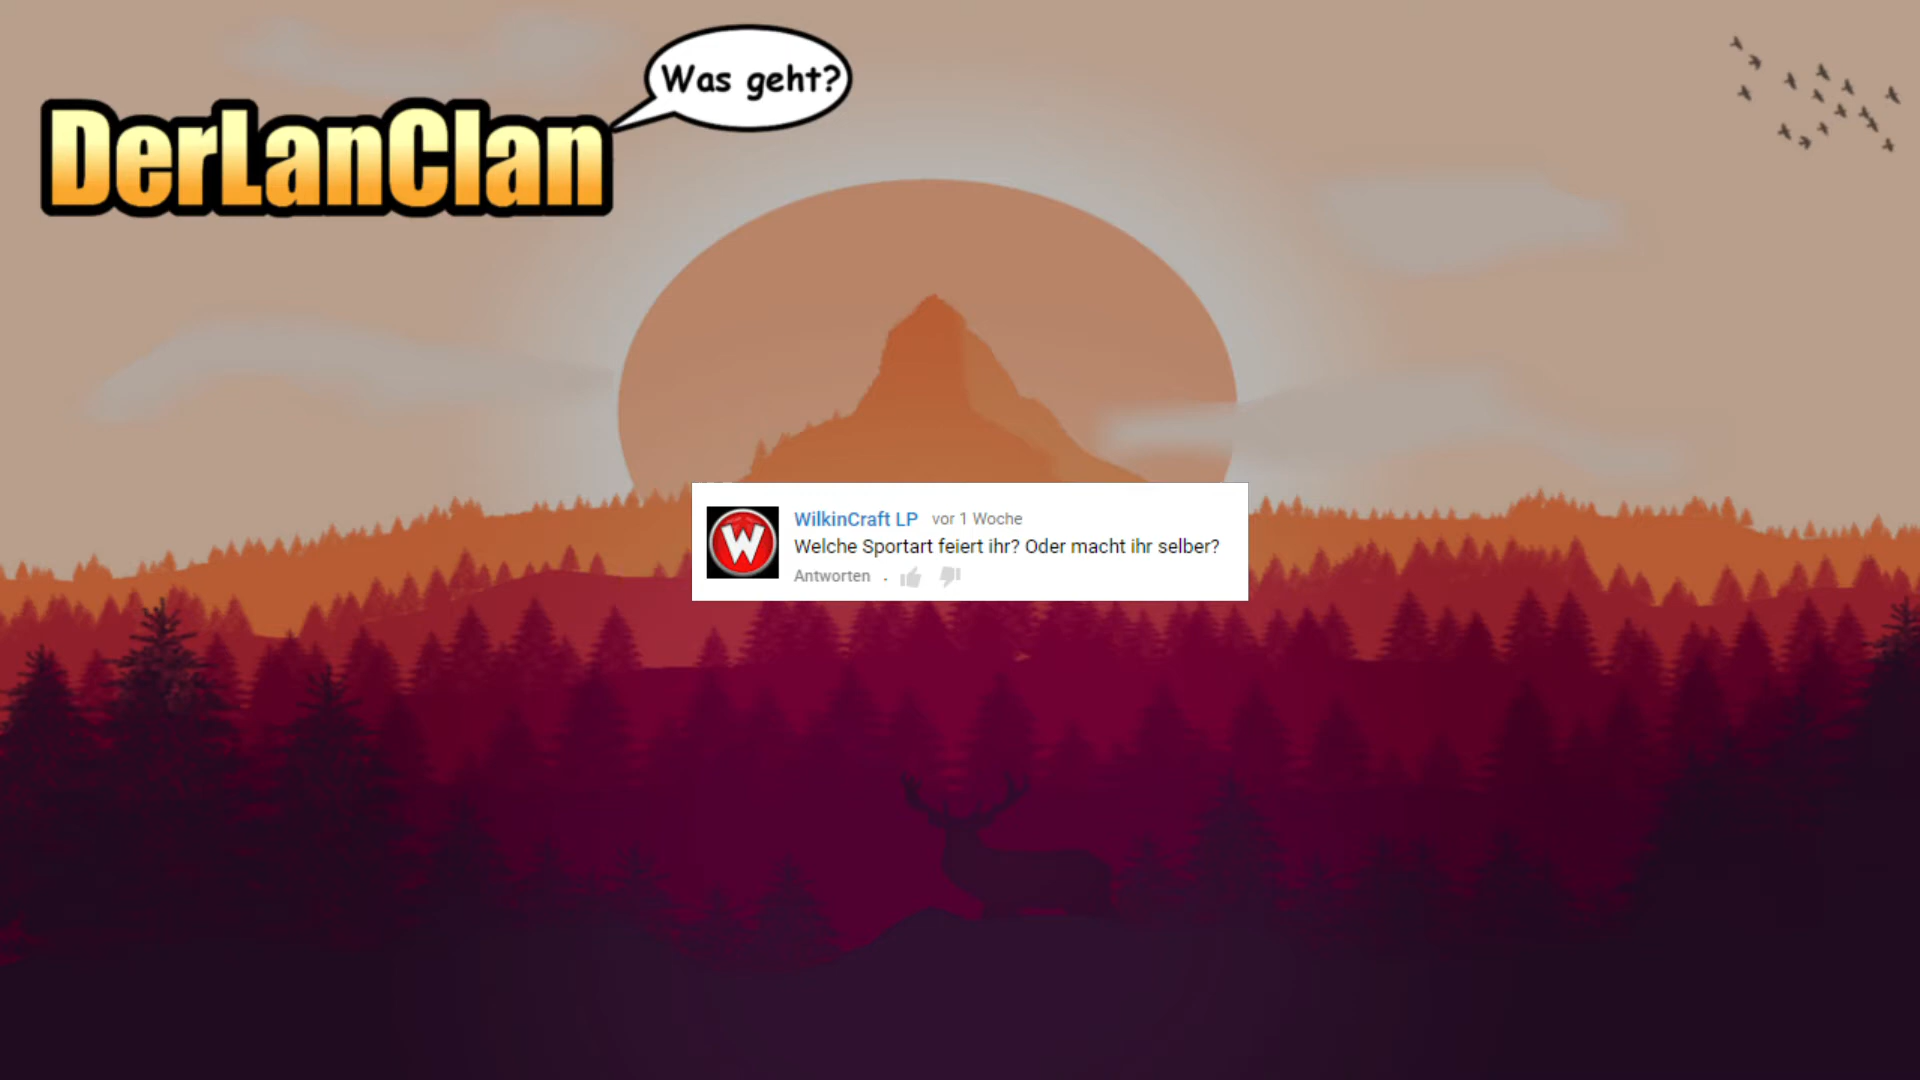 Was geht?
DerLanClan
W
WilkinCraft LP vor 1 Woche
Welche Sportart feiert ihr? Oder macht ihr selber?
Antworten .